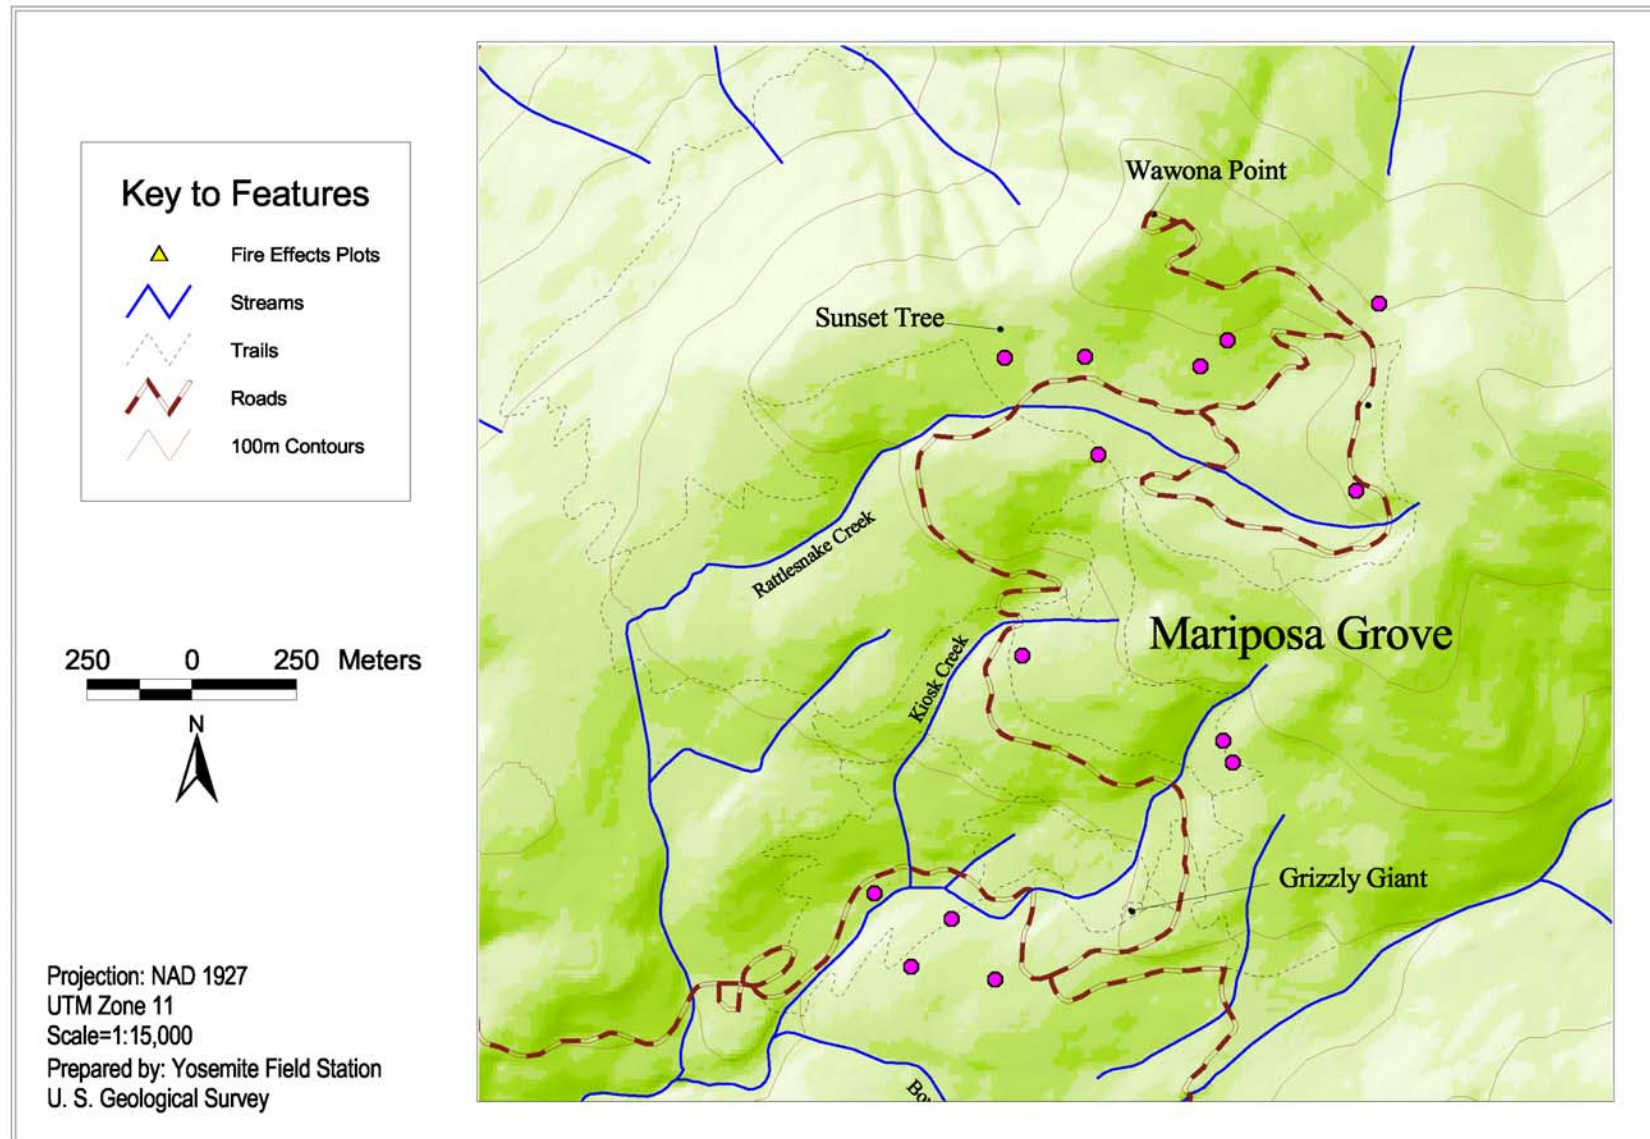 Key to Features
Fire Effects Plots
Streams
Trails
Roads
100m Contours
250 0 250 Meters
N
Projection: NAD 1927
UTM Zone 11
Scale=1:15,000
Prepared by: Yosemite Field Station
U. S. Geological Survey
Wawona Point
Sunset Tree
Rattlesnake Creek
Kiosk Creek
Mariposa Grove
Grizzly Giant